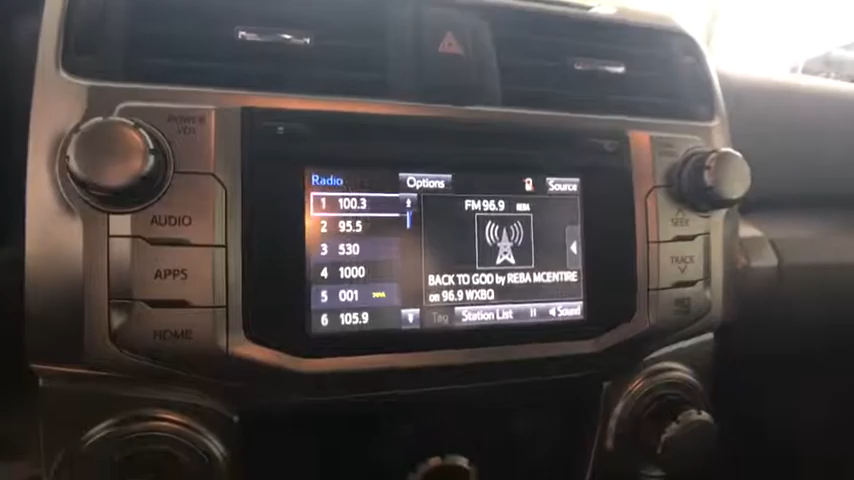 POWER
VOL
AUDIO
APPS
HOME
Radio
Options
Source
1 100.3
2 95.5
3 530
4 1000
5 001
6 105.9
FM 96.9 REBA
BACK TO GOD by REBA MCENTIRE
on 96.9 WXBQ
Tag
Station List
Sound
SEEK
TRACK